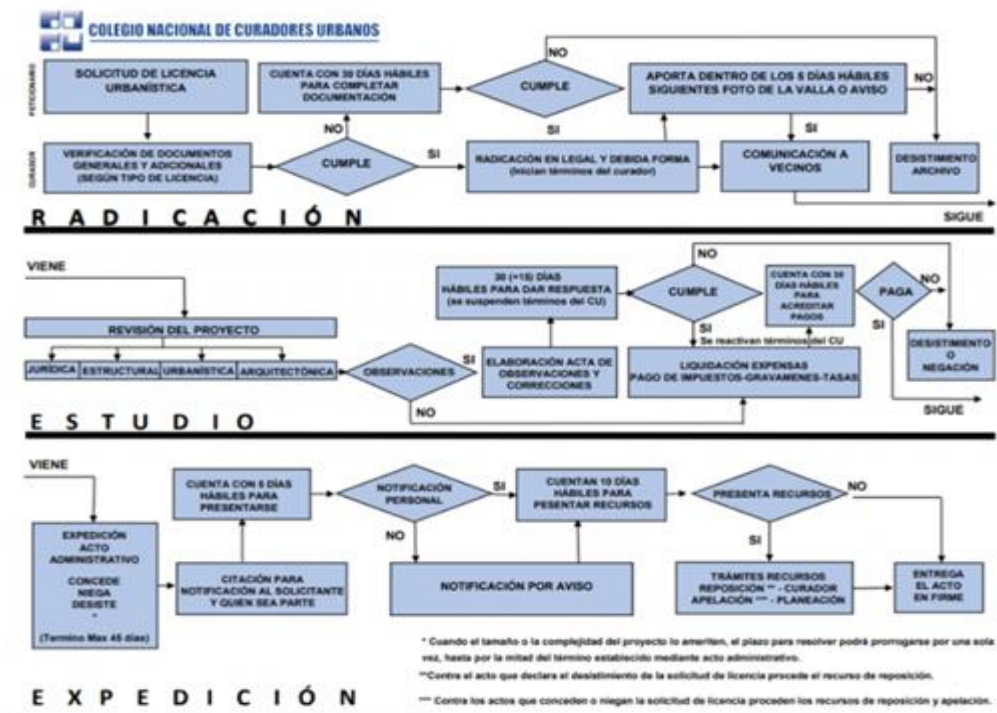 COLEGIO NACIONAL DE CURADORES URBANOS
PETICIONARIO
SOLICITUD DE LICENCIA
URBANÍSTICA
CUENTA CON 30 DÍAS HÁBILES
PARA COMPLETAR
DOCUMENTACIÓN
CUMPLE
NO
APORTA DENTRO DE LOS 5 DÍAS HÁBILES
SIGUIENTES FOTO DE LA VALLA O AVISO
NO
NO
SI
SI
CURADOR
VERIFICACIÓN DE DOCUMENTOS
GENERALES Y ADICIONALES
(SEGÚN TIPO DE LICENCIA)
CUMPLE
SI
RADICACIÓN EN LEGAL Y DEBIDA FORMA
(Inician términos del curador)
COMUNICACIÓN A
VECINOS
DESISTIMIENTO
ARCHIVO
SIGUE
RADICACIÓN
VIENE
REVISIÓN DEL PROYECTO
JURÍDICA
ESTRUCTURAL
URBANÍSTICA
ARQUITECTÓNICA
OBSERVACIONES
SI
NO
30 (+15) DÍAS
HÁBILES PARA DAR RESPUESTA
(se suspenden términos del CU)
ELABORACIÓN ACTA DE
OBSERVACIONES Y
CORRECCIONES
NO
CUMPLE
SI
Se reactivan términos del CU
CUENTA CON 30
DÍAS HÁBILES
PARA
ACREDITAR
PAGOS
PAGA
NO
SI
LIQUIDACIÓN EXPENSAS
PAGO DE IMPUESTOS-GRAVAMENES-TASAS
DESISTIMIENTO
O
NEGACIÓN
SIGUE
ESTUDIO
VIENE
EXPEDICIÓN
ACTO
ADMINISTRATIVO
CONCEDE
NIEGA
DESISTE
*
(Termino Max 45 días)
CUENTA CON 5 DÍAS
HÁBILES PARA
PRESENTARSE
CITACIÓN PARA
NOTIFICACIÓN AL SOLICITANTE
Y QUIEN SEA PARTE
NOTIFICACIÓN
PERSONAL
SI
NO
NOTIFICACIÓN POR AVISO
CUENTAN 10 DÍAS
HÁBILES PARA
PESENTAR RECURSOS
PRESENTA RECURSOS
NO
SI
TRÁMITES RECURSOS
REPOSICIÓN ** - CURADOR
APELACIÓN *** - PLANEACIÓN
ENTREGA
EL ACTO
EN FIRME
* Cuando el tamaño o la complejidad del proyecto lo ameriten, el plazo para resolver podrá prorrogarse por una sola
vez, hasta por la mitad del término establecido mediante acto administrativo.
**Contra el acto que declara el desistimiento de la solicitud de licencia procede el recurso de reposición.
*** Contra los actos que conceden o niegan la solicitud de licencia proceden los recursos de reposición y apelación.
EXPEDICIÓN